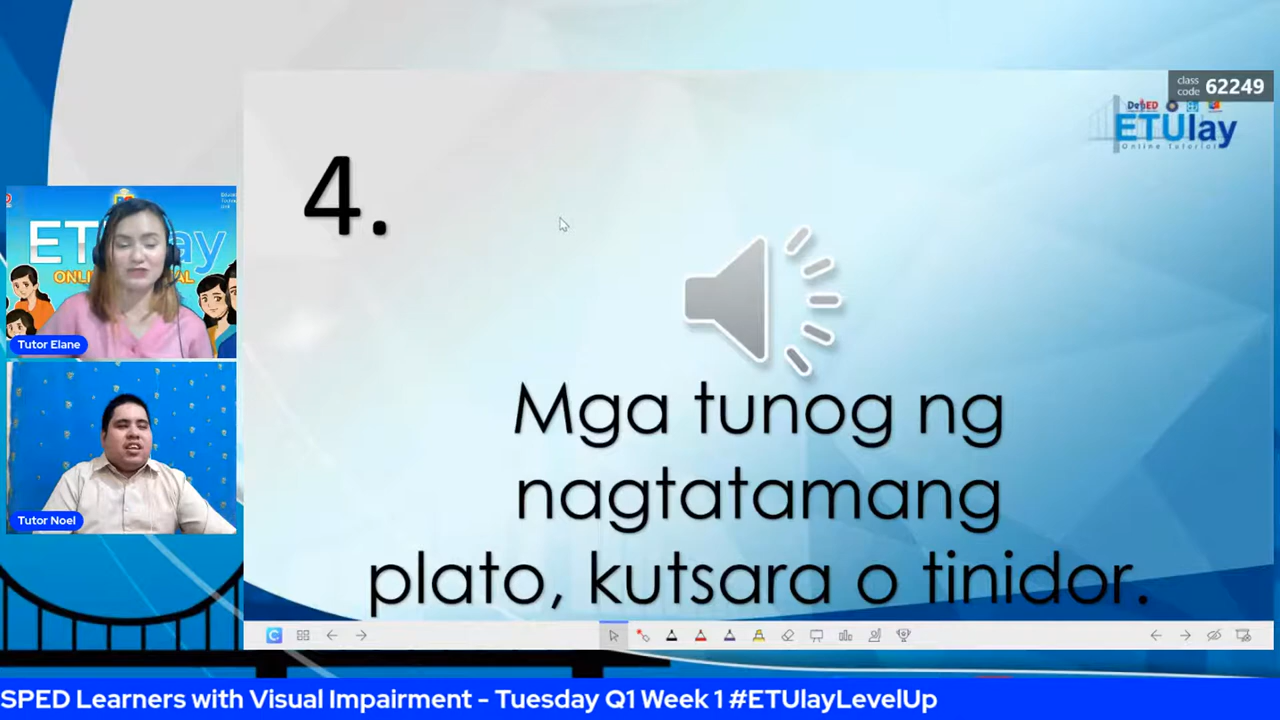 class code 62249
DepED
ETUlay
Online Tutorial
4.
Mga tunog ng
nagtatamang
plato, kutsara o tinidor.
ETUlay
Tutor Elane
Tutor Noel
SPED Learners with Visual Impairment - Tuesday Q1 Week 1 #ETUlayLevelUp